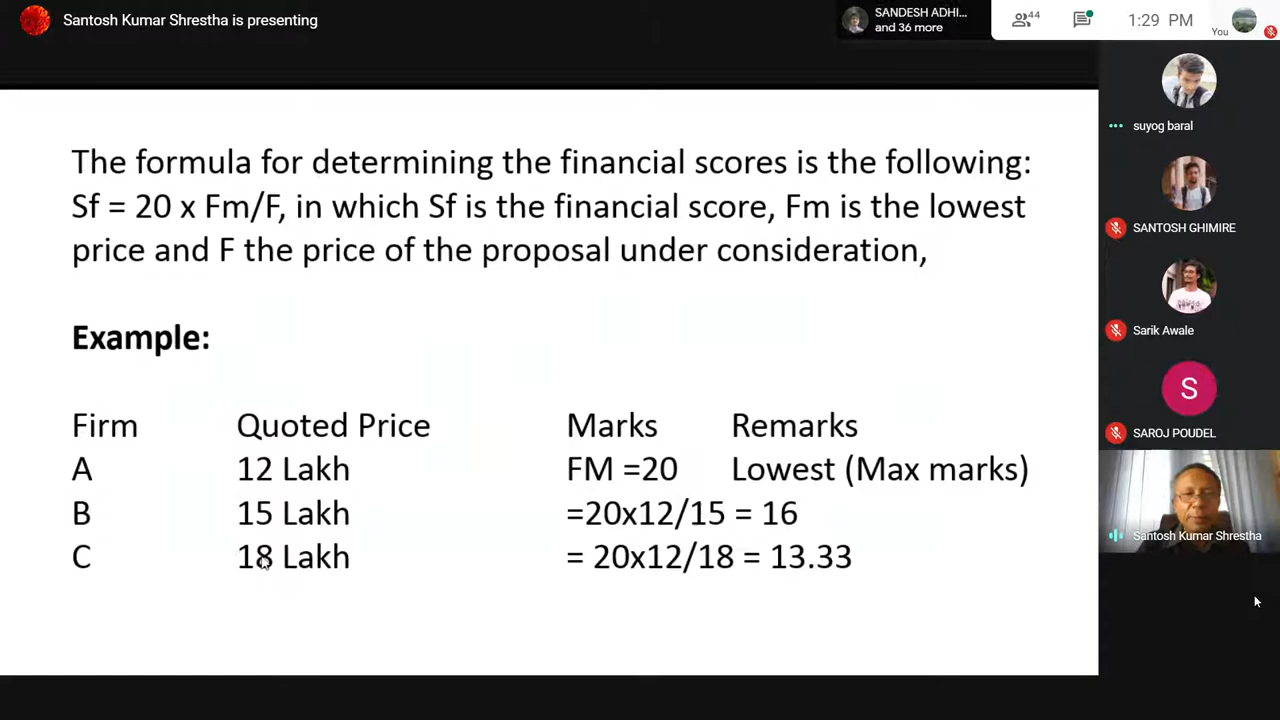 Santosh Kumar Shrestha is presenting
SANDESH ADHI...
and 36 more
44
1:29 PM
You
The formula for determining the financial scores is the following:
Sf = 20 x Fm/F, in which Sf is the financial score, Fm is the lowest
price and F the price of the proposal under consideration,
Example:
Firm Quoted Price Marks Remarks
A 12 Lakh FM =20 Lowest (Max marks)
B 15 Lakh =20x12/15 = 16
C 18 Lakh = 20x12/18 = 13.33
suyog baral
SANTOSH GHIMIRE
Sarik Awale
S
SAROJ POUDEL
Santosh Kumar Shrestha